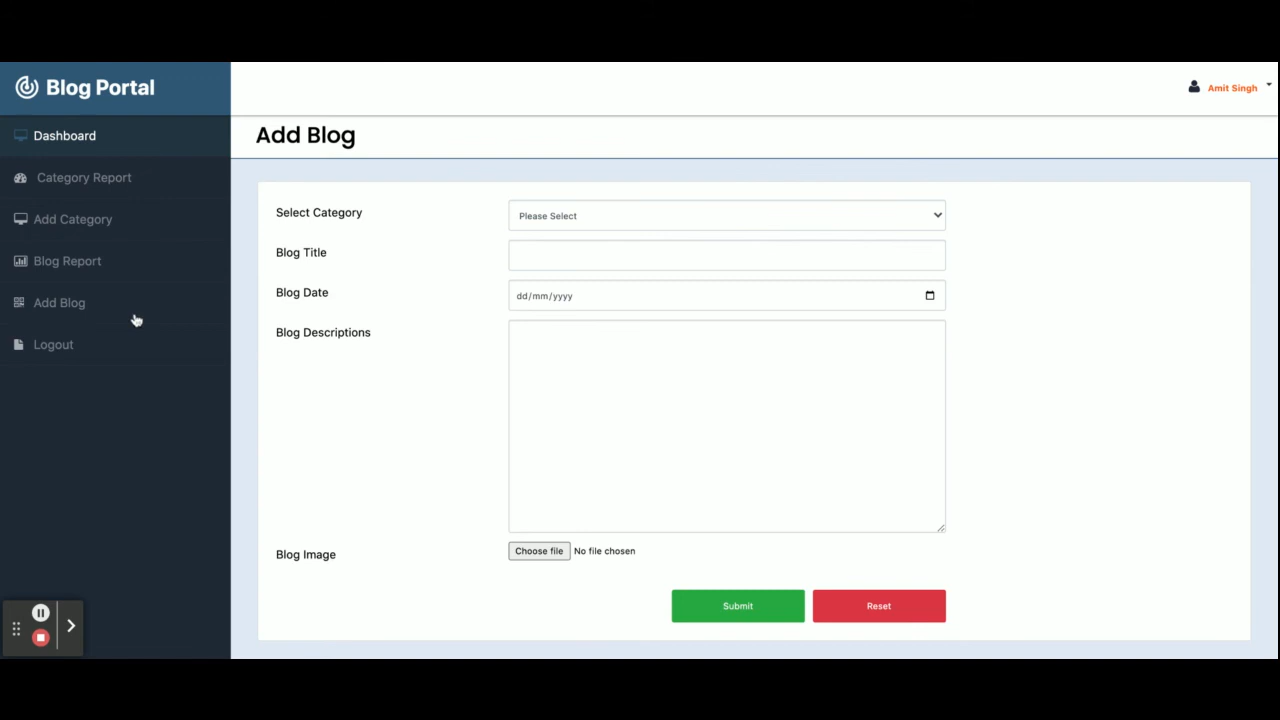 Blog Portal
Amit Singh
Dashboard
Category Report
Add Category
Blog Report
Add Blog
Logout
Add Blog
Select Category
Please Select
Blog Title
Blog Date
dd/mm/yyyy
Blog Descriptions
Blog Image
Choose file No file chosen
Submit
Reset